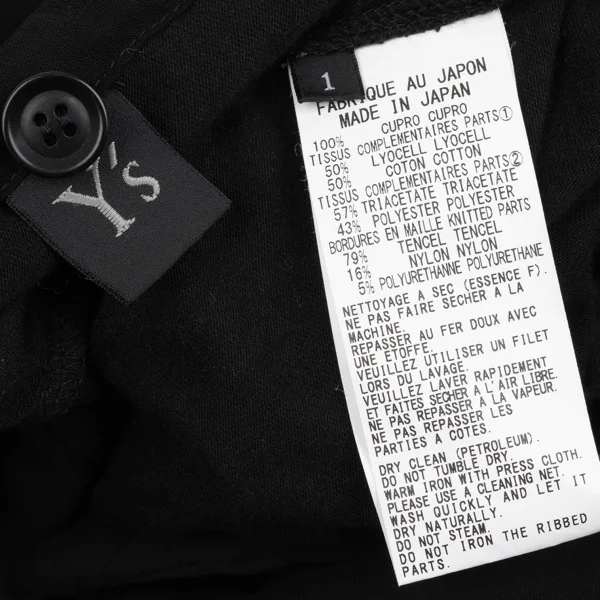 Y's
1
FABRIQUE AU JAPON
MADE IN JAPAN
100% CUPRO CUPRO
TISSUS COMPLEMENTAIRES PARTS①
50% LYOCELL LYOCELL
50% COTON COTTON
TISSUS COMPLEMENTAIRES PARTS②
57% TRIACETATE TRIACETATE
43% POLYESTER POLYESTER
BORDURES EN MAILLE KNITTED PARTS
79% TENCEL TENCEL
16% NYLON NYLON
5% POLYURETHANNE POLYURETHANE
NETTOYAGE A SEC (ESSENCE F).
NE PAS FAIRE SECHER A LA
MACHINE.
REPASSER AU FER DOUX AVEC
UNE ETOFFE.
VEUILLEZ UTILISER UN FILET
LORS DU LAVAGE.
VEUILLEZ LAVER RAPIDEMENT
ET FAITES SECHER A L'AIR LIBRE.
NE PAS REPASSER A LA VAPEUR.
NE PAS REPASSER LES
PARTIES A COTES.
DRY CLEAN (PETROLEUM).
DO NOT TUMBLE DRY.
WARM IRON WITH PRESS CLOTH.
PLEASE USE A CLEANING NET.
WASH QUICKLY AND LET IT
DRY NATURALLY.
DO NOT STEAM.
DO NOT IRON THE RIBBED
PARTS.